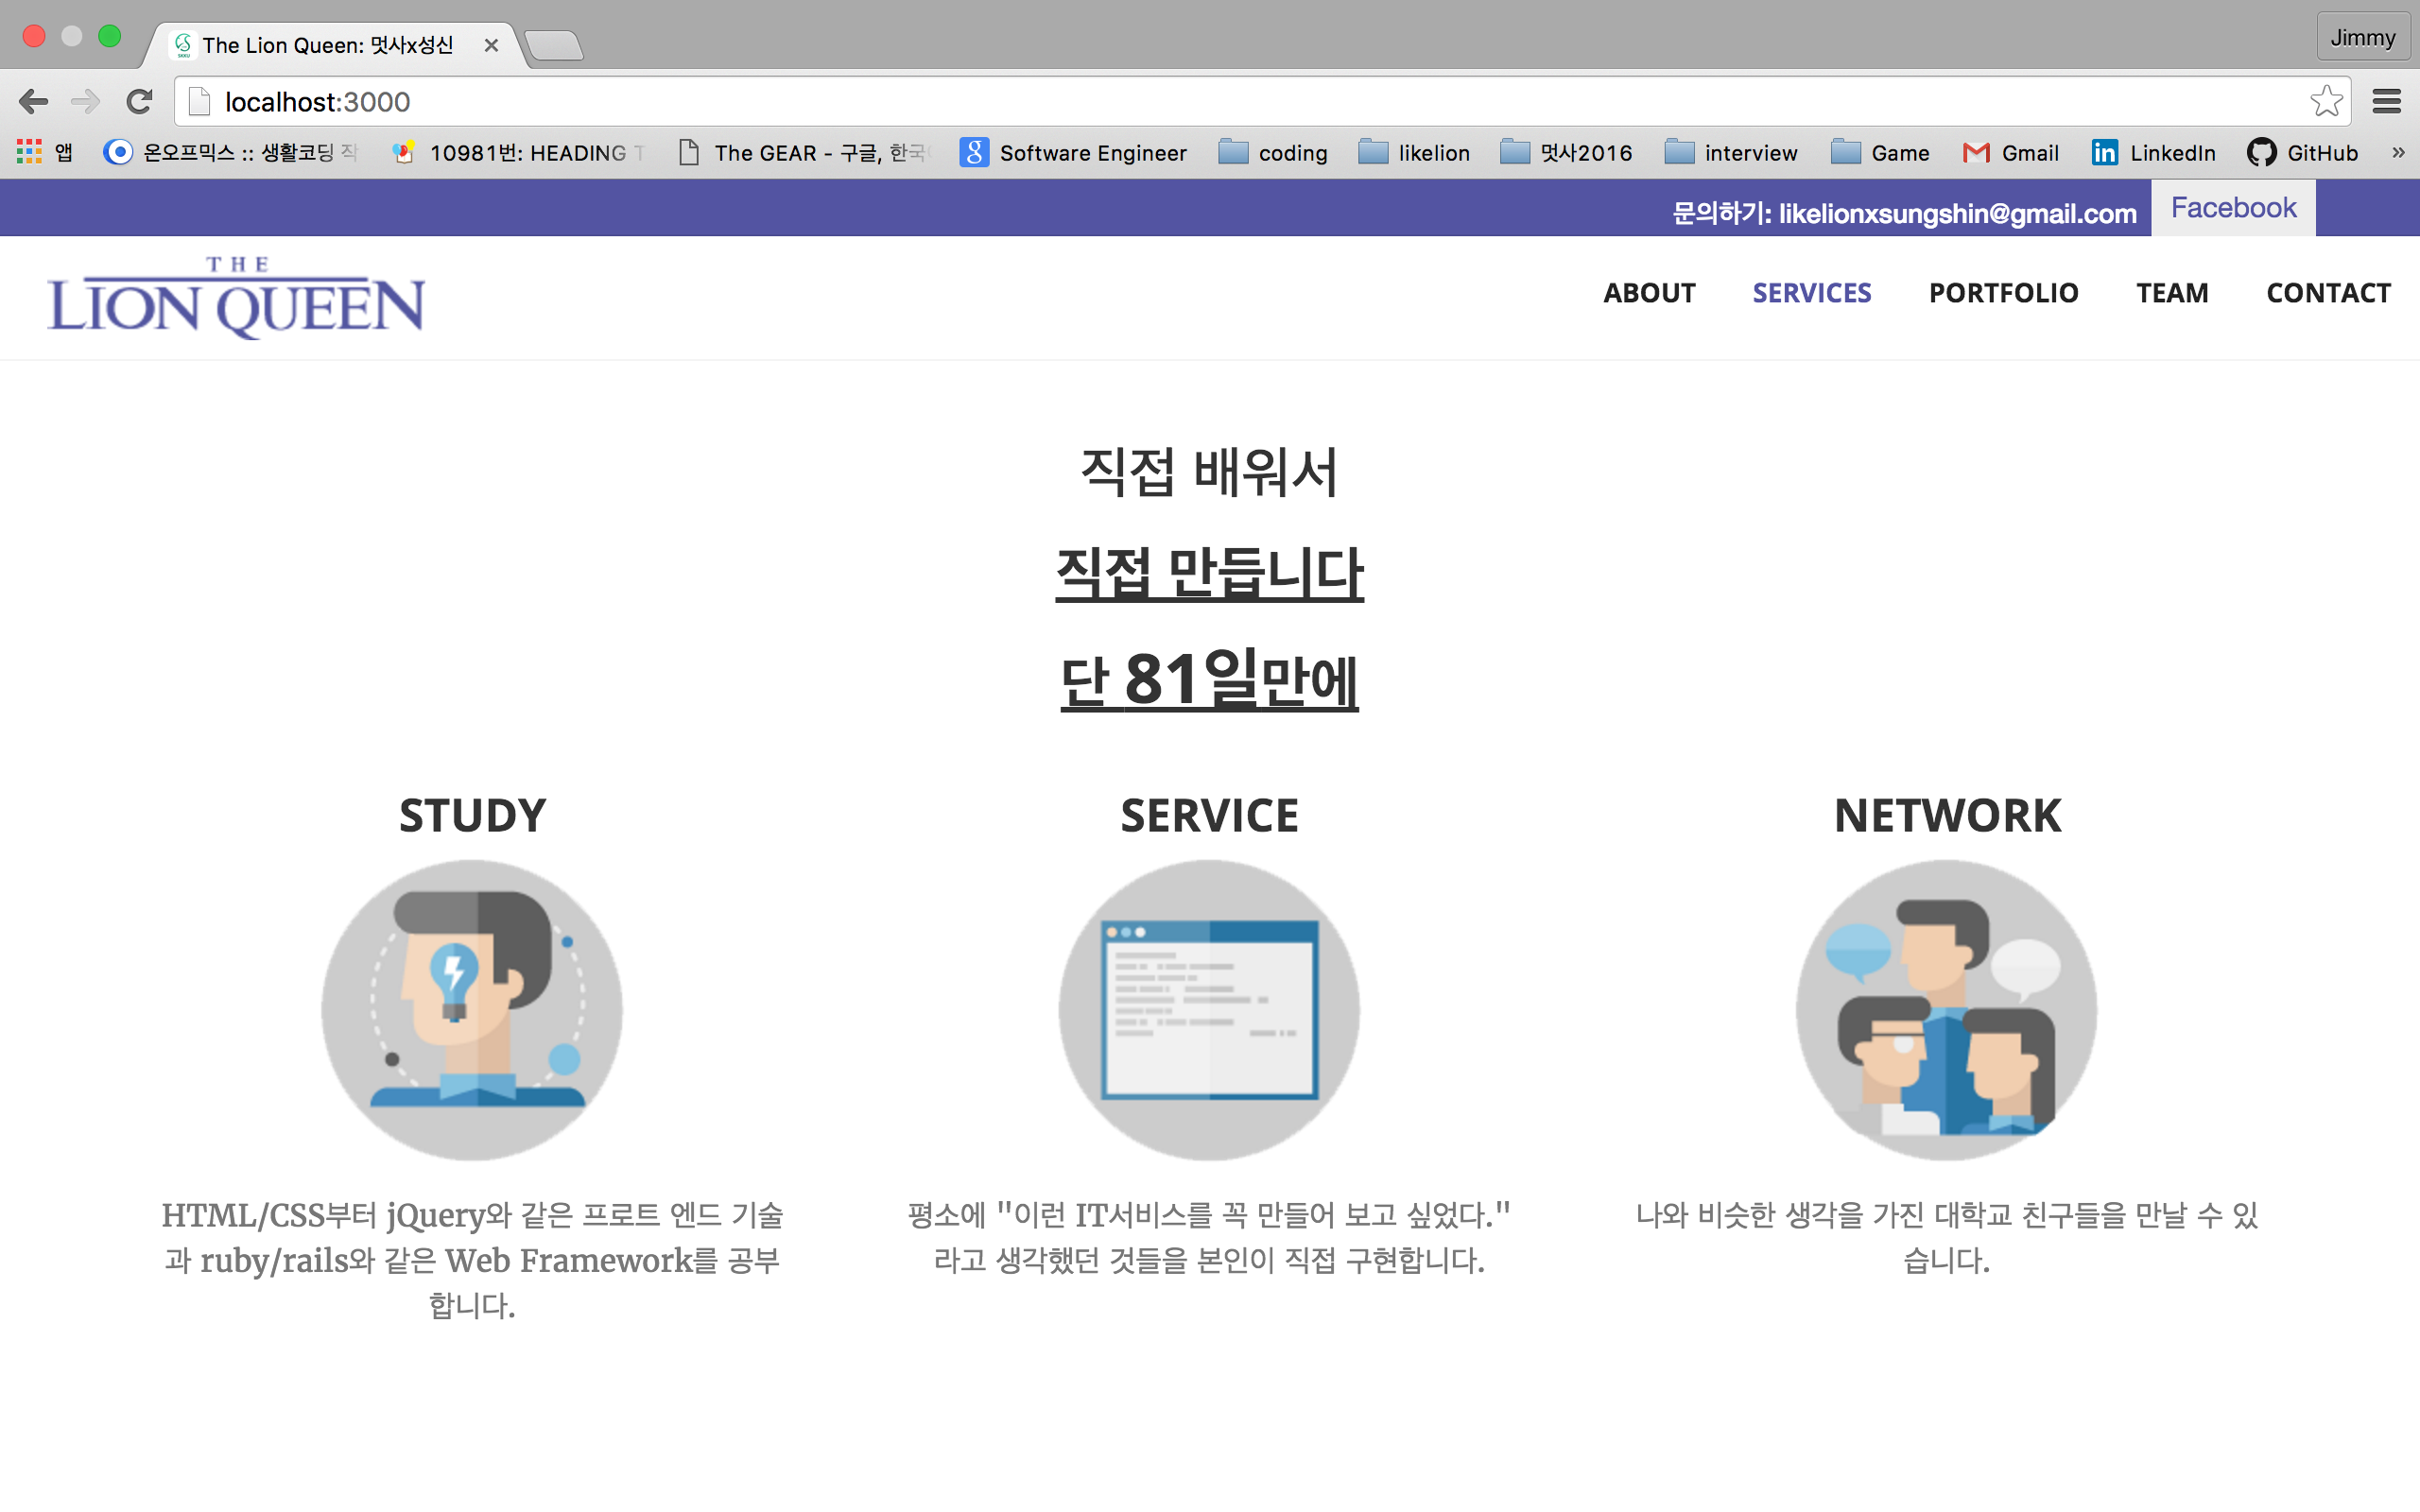 The Lion Queen: 멋사x성신
Jimmy
localhost:3000
앱 온오프믹스 :: 생활코딩 작 10981번: HEADING T The GEAR - 구글, 한국 Software Engineer coding likelion 멋사2016 interview Game Gmail LinkedIn GitHub »
문의하기: likelionxsungshin@gmail.com Facebook
THE
LION QUEEN
ABOUT SERVICES PORTFOLIO TEAM CONTACT
직접 배워서
직접 만듭니다
단 81일만에
STUDY
HTML/CSS부터 jQuery와 같은 프로트 엔드 기술
과 ruby/rails와 같은 Web Framework를 공부
합니다.
SERVICE
평소에 "이런 IT서비스를 꼭 만들어 보고 싶었다."
라고 생각했던 것들을 본인이 직접 구현합니다.
NETWORK
나와 비슷한 생각을 가진 대학교 친구들을 만날 수 있
습니다.